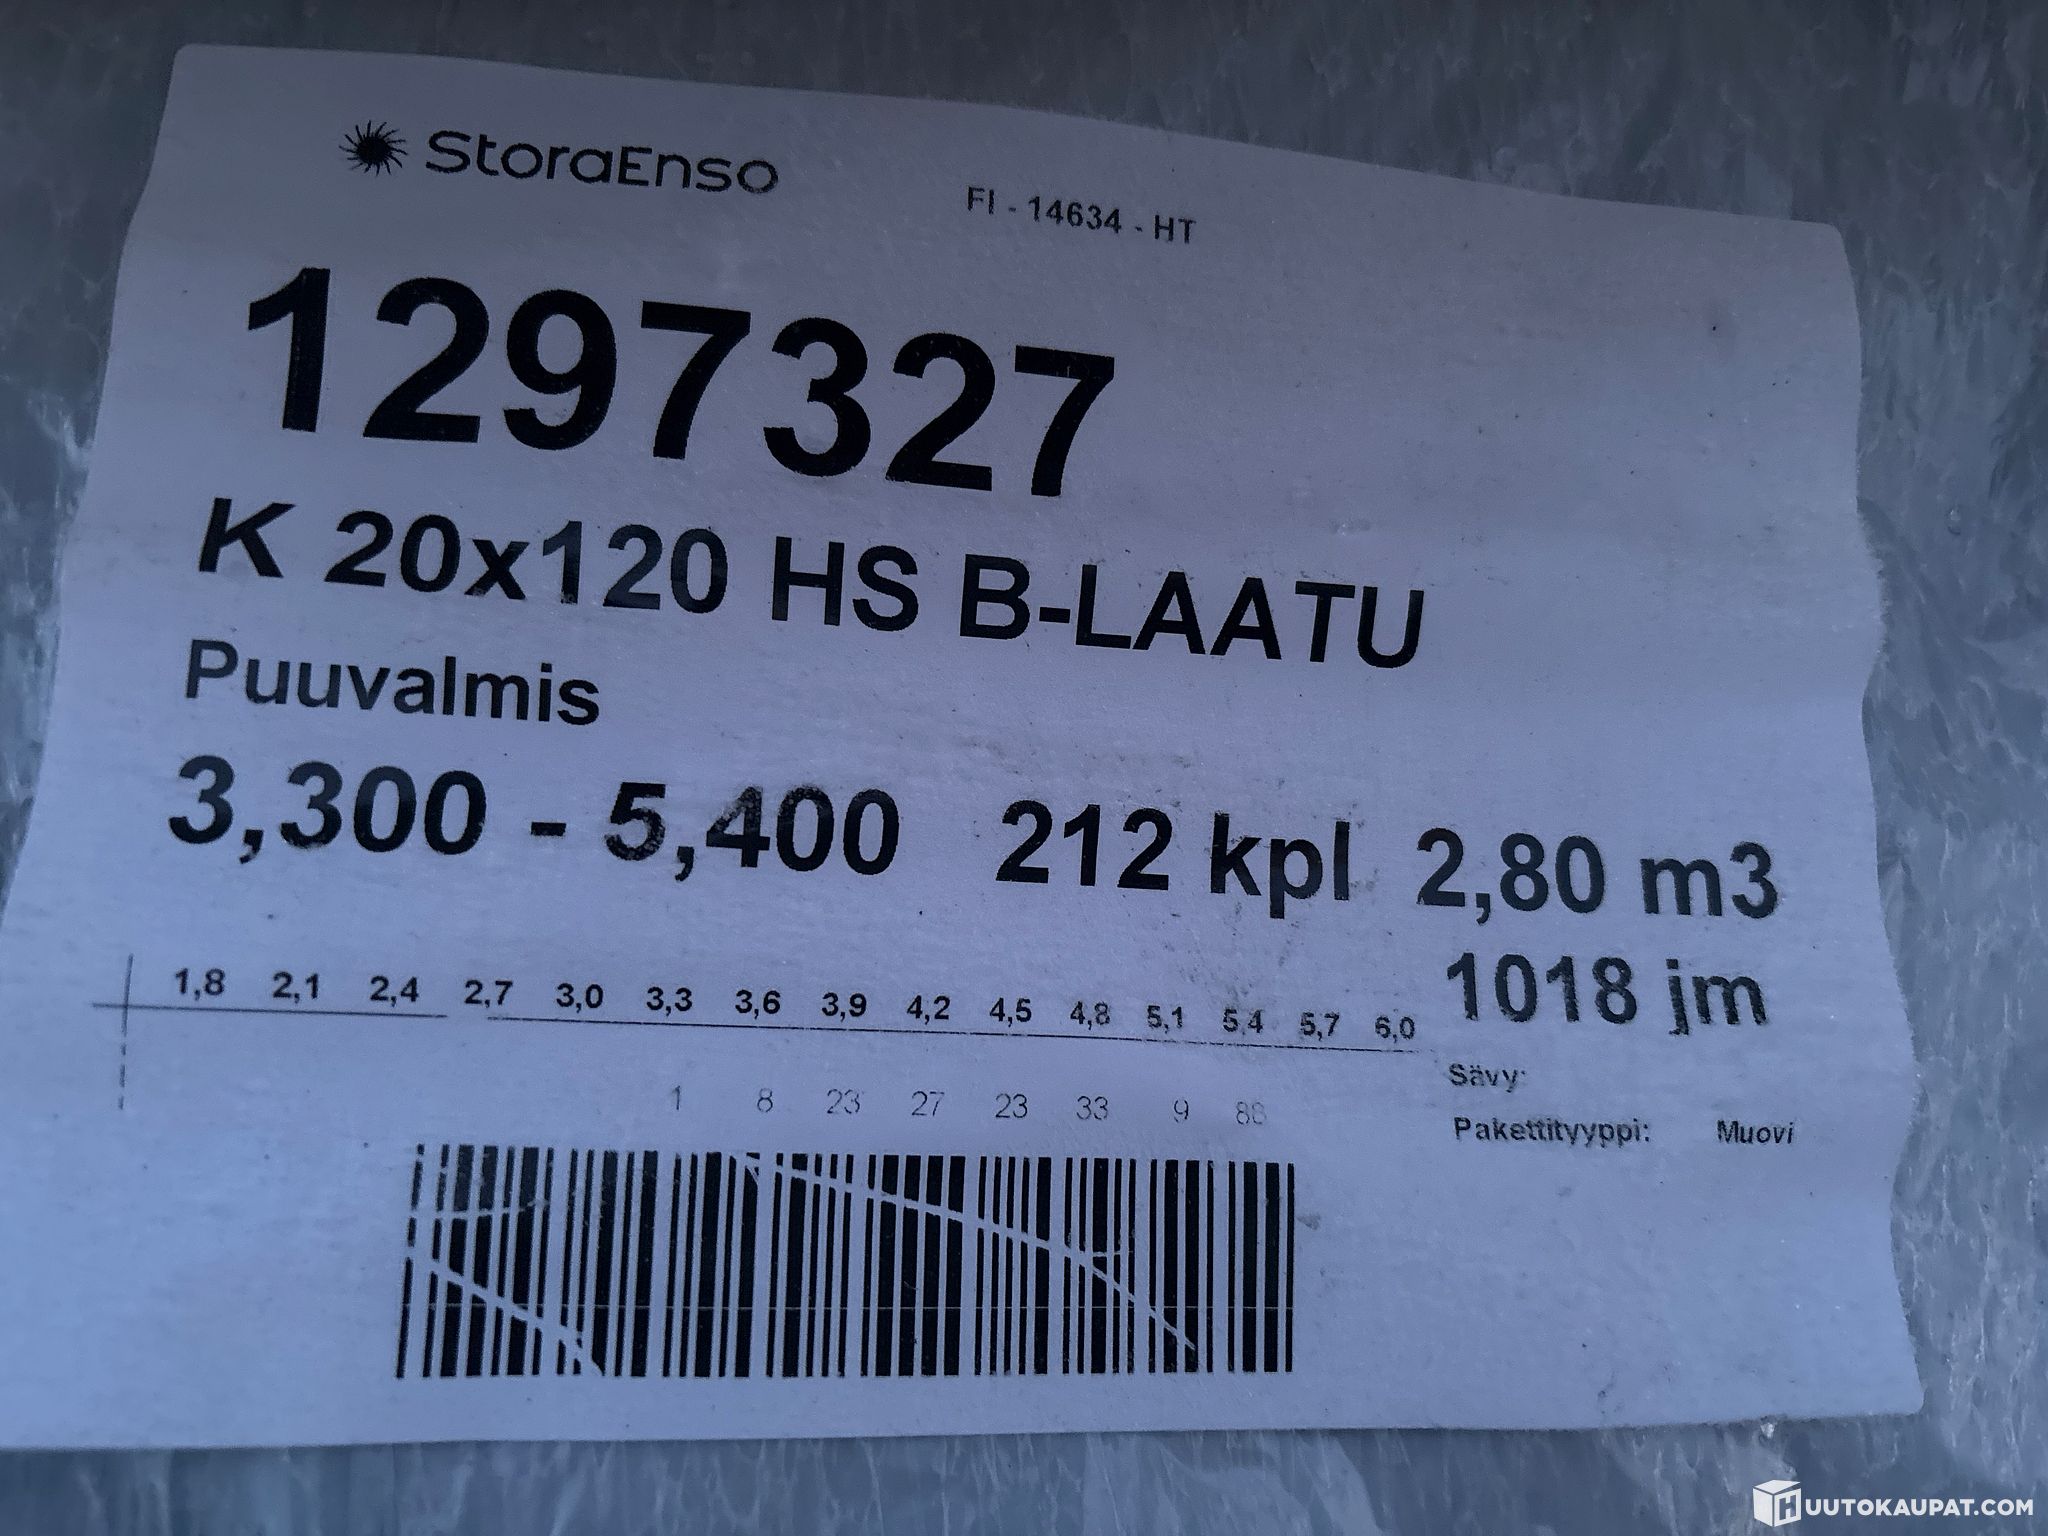 StoraEnso
FI - 14634 - HT
1297327
K 20x120 HS B-LAATU
Puuvalmis
3,300 - 5,400 212 kpl 2,80 m3
1018 jm
1,8 2,1 2,4 2,7 3,0 3,3 3,6 3,9 4,2 4,5 4,8 5,1 5,4 5,7 6,0
1 8 23 27 23 33 9 88
Sävy:
Pakettityyppi: Muovi
HUUTOKAUPAT.COM